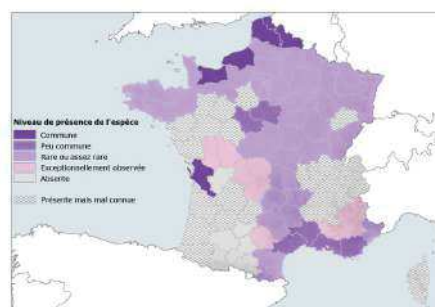 Niveau de présence de l'espèce
Commune
Peu commune
Rare ou assez rare
Exceptionnellement observée
Absente
Présente mais mal connue